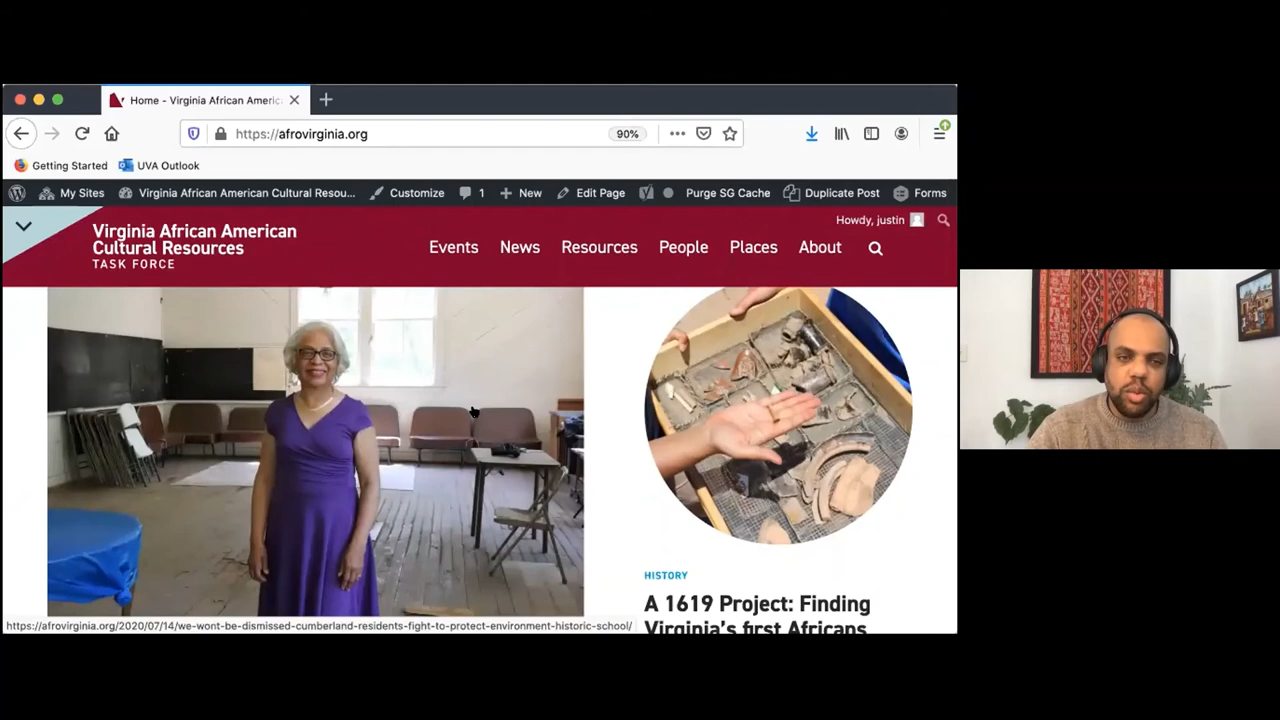 Home - Virginia African Americ
https://afrovirginia.org
90%
Getting Started
UVA Outlook
My Sites
Virginia African American Cultural Resou...
Customize
1
New
Edit Page
Purge SG Cache
Duplicate Post
Forms
Howdy, justin
Virginia African American
Cultural Resources
TASK FORCE
Events
News
Resources
People
Places
About
HISTORY
A 1619 Project: Finding
Virginia's first Africans
https://afrovirginia.org/2020/07/14/we-wont-be-dismissed-cumberland-residents-fight-to-protect-environment-historic-school/